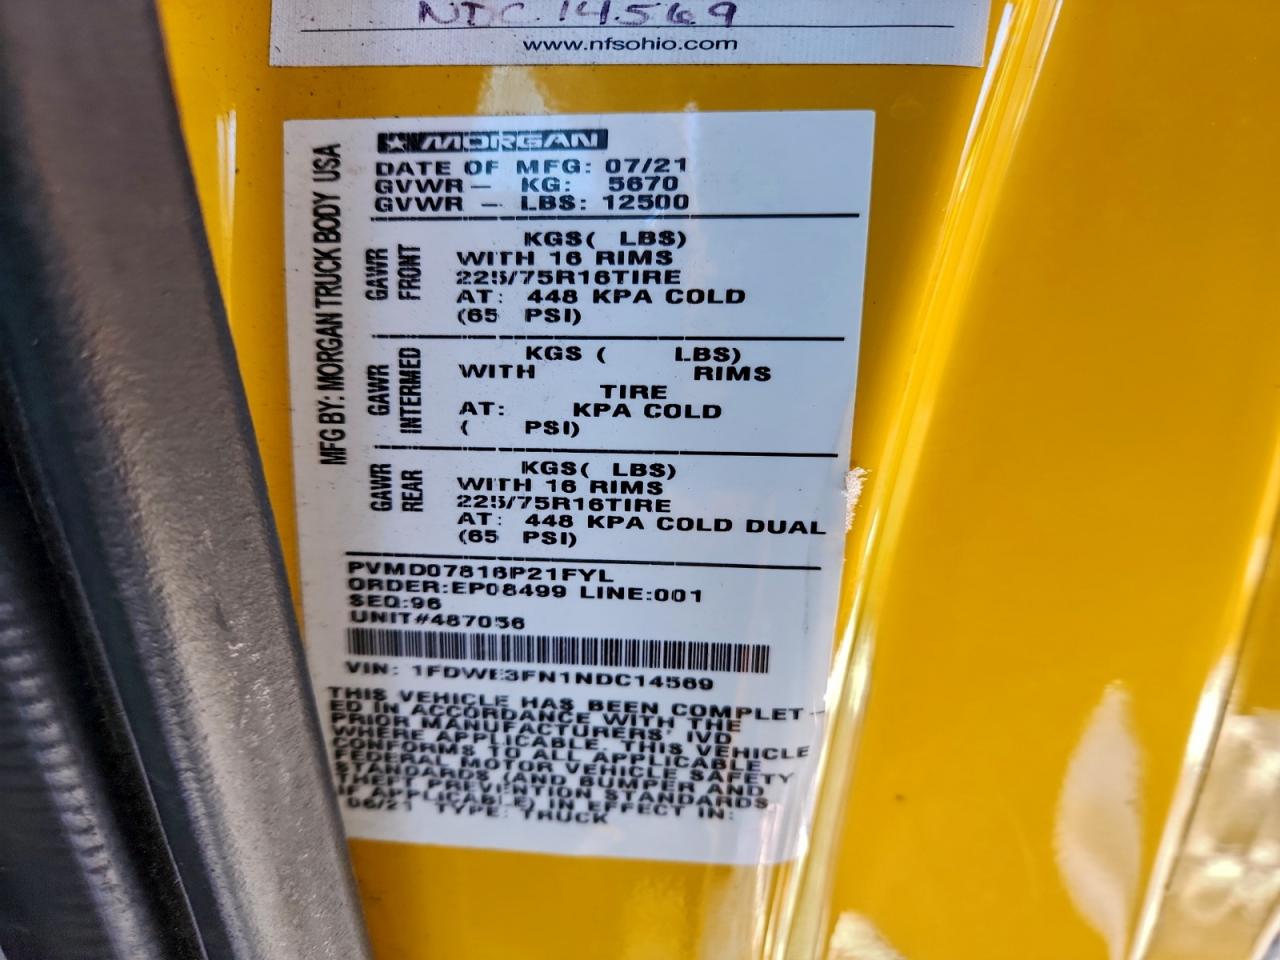 NDC 14569
www.nfsohio.com
MORGAN
DATE OF MFG: 07/21
GVWR - KG: 5670
GVWR - LBS: 12500
MFG BY: MORGAN TRUCK BODY USA
GAWR
FRONT
KGS( LBS)
WITH 16 RIMS
225/75R16TIRE
AT: 448 KPA COLD
(65 PSI)
GAWR
INTERMED
KGS ( LBS)
WITH RIMS
TIRE
AT: KPA COLD
( PSI)
GAWR
REAR
KGS( LBS)
WITH 16 RIMS
225/75R16TIRE
AT: 448 KPA COLD DUAL
(65 PSI)
PVMD07816P21FYL
ORDER:EP08499 LINE:001
SEQ:96
UNIT#487056
VIN: 1FDWE3FN1NDC14569
THIS VEHICLE HAS BEEN COMPLET-
ED IN ACCORDANCE WITH THE
PRIOR MANUFACTURERS' IVD
WHERE APPLICABLE. THIS VEHICLE
CONFORMS TO ALL APPLICABLE
FEDERAL MOTOR VEHICLE SAFETY
STANDARDS (AND BUMPER AND
THEFT PREVENTION STANDARDS
IF APPLICABLE) IN EFFECT IN:
06/21 TYPE: TRUCK